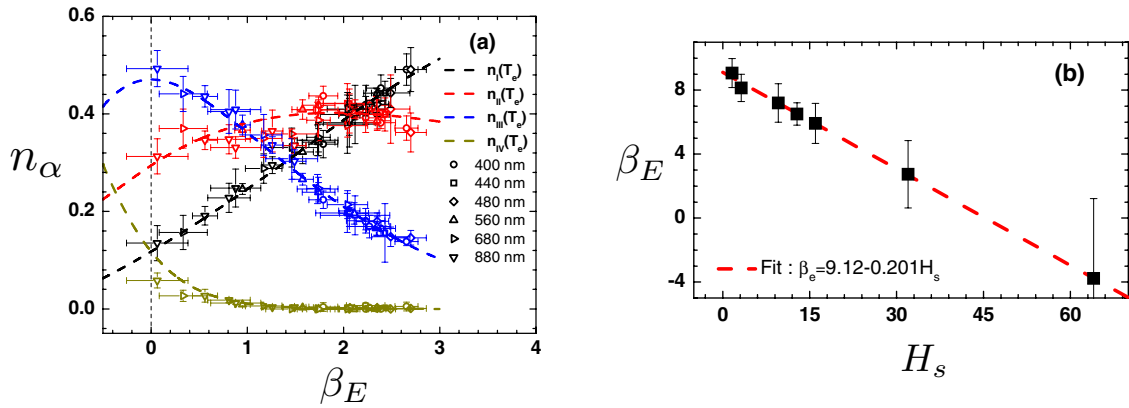 0.6
0.4
0.2
0.0
n_α
0
1
2
3
4
β_E
(a)
n_I(T_e)
n_II(T_e)
n_III(T_e)
n_IV(T_e)
400 nm
440 nm
480 nm
560 nm
680 nm
880 nm
(b)
8
4
0
-4
β_E
Fit : β_e=9.12-0.201H_s
0
15
30
45
60
H_s